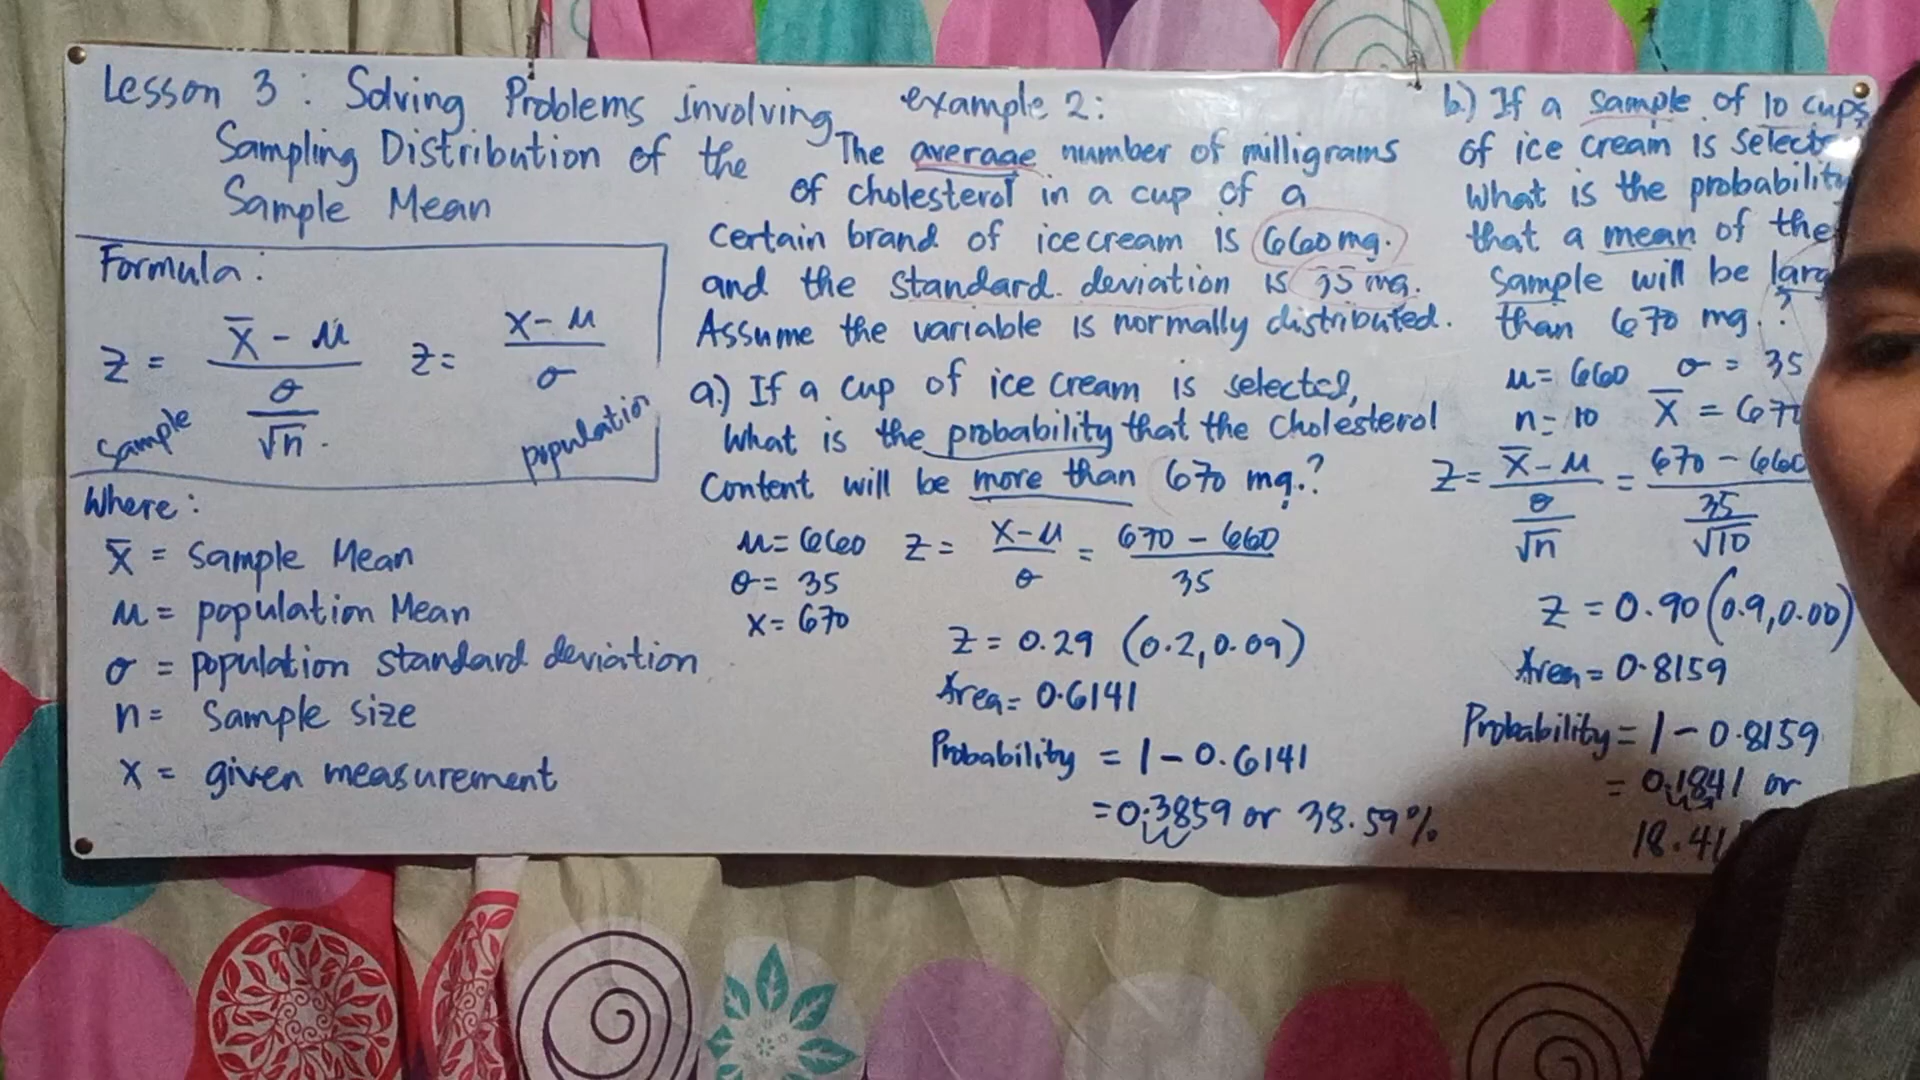 Lesson 3 : Solving Problems involving
Sampling Distribution of the
Sample Mean
Formula :
z = x̄ - μ / σ / √n .
Sample
z = x - μ / σ
population
Where :
x̄ = Sample Mean
μ = population Mean
σ = population standard deviation
n = Sample size
x = given measurement
example 2 :
The average number of milligrams
of cholesterol in a cup of a
certain brand of ice cream is 660 mg.
and the standard deviation is 35 mg.
Assume the variable is normally distributed.
a.) If a cup of ice cream is selected,
What is the probability that the cholesterol
Content will be more than 670 mg.?
μ = 660
σ = 35
x = 670
z = x - μ / σ = 670 - 660 / 35
z = 0.29 (0.2, 0.09)
Area = 0.6141
Probability = 1 - 0.6141
= 0.3859 or 38.59%
b.) If a sample of 10 cups
of ice cream is
What is the probability
that a mean of the
sample will be
than 670 mg.?
μ = 660 σ = 35
n = 10 x̄ = 670
z = x̄ - μ / σ / √n = 670 - 660 / 35 / √10
z = 0.90 (0.9, 0.00)
Area = 0.8159
Probability = 1 - 0.8159
= 0.1841 or
18.41